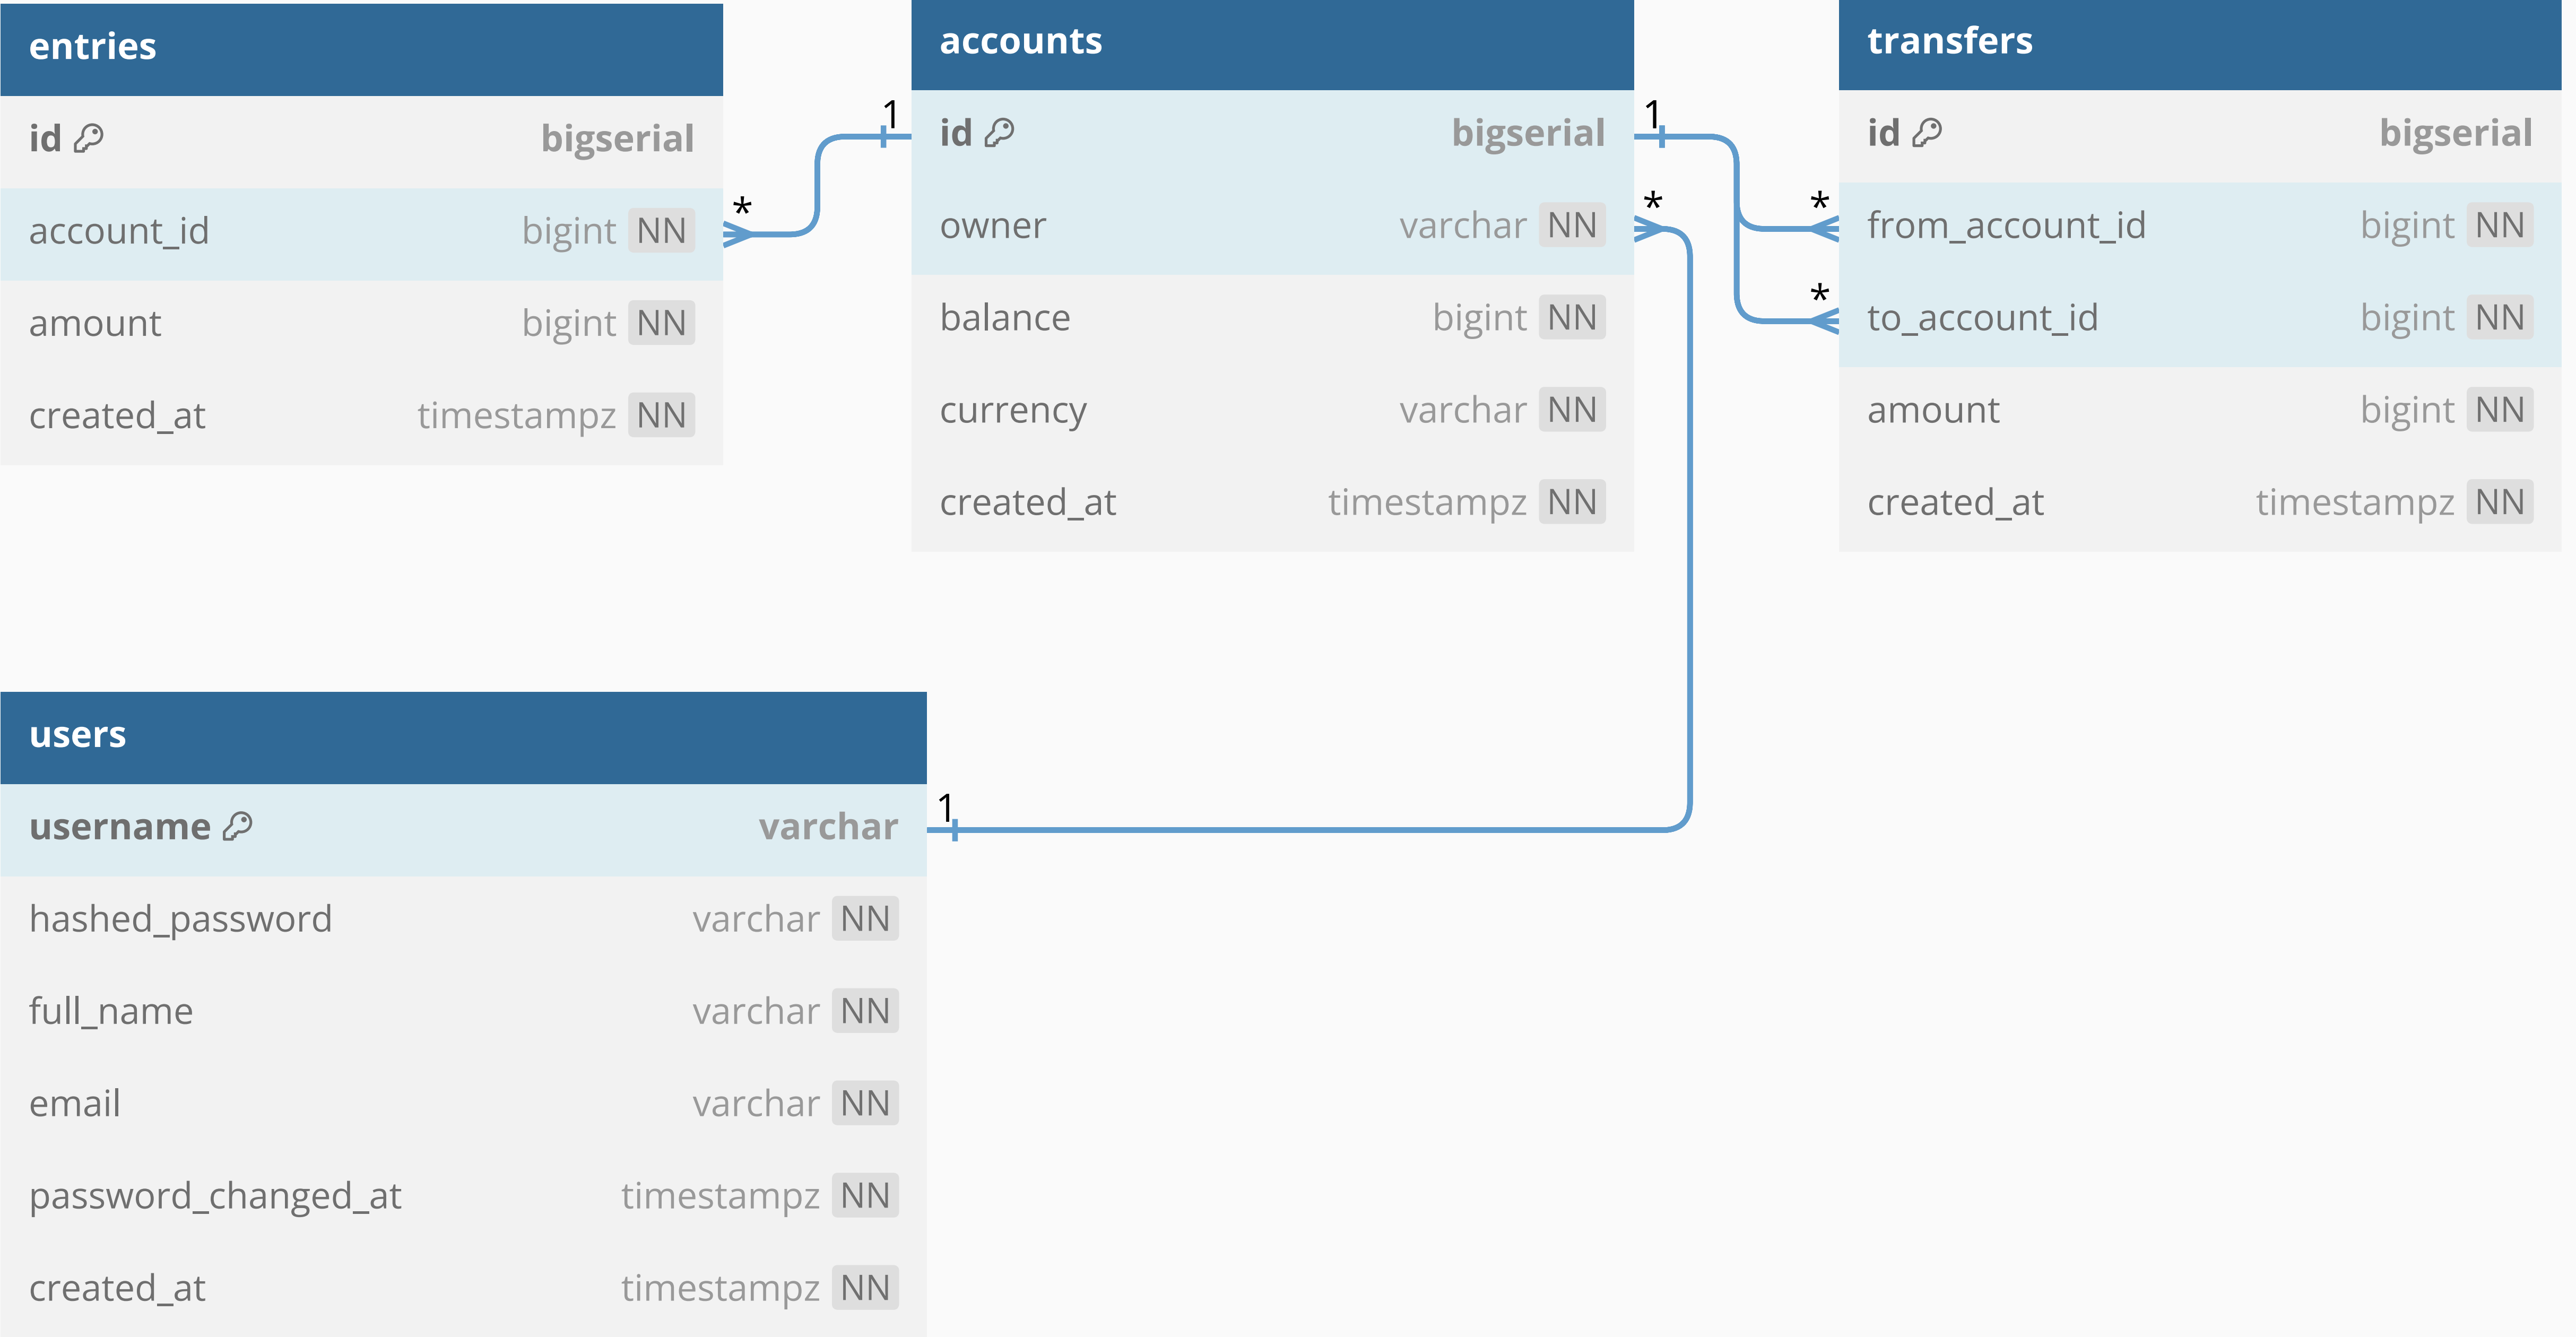 entries
id bigserial
account_id bigint NN
amount bigint NN
created_at timestampz NN
1
*
accounts
id bigserial
owner varchar NN
balance bigint NN
currency varchar NN
created_at timestampz NN
1
*
*
*
transfers
id bigserial
from_account_id bigint NN
to_account_id bigint NN
amount bigint NN
created_at timestampz NN
users
username varchar
hashed_password varchar NN
full_name varchar NN
email varchar NN
password_changed_at timestampz NN
created_at timestampz NN
1